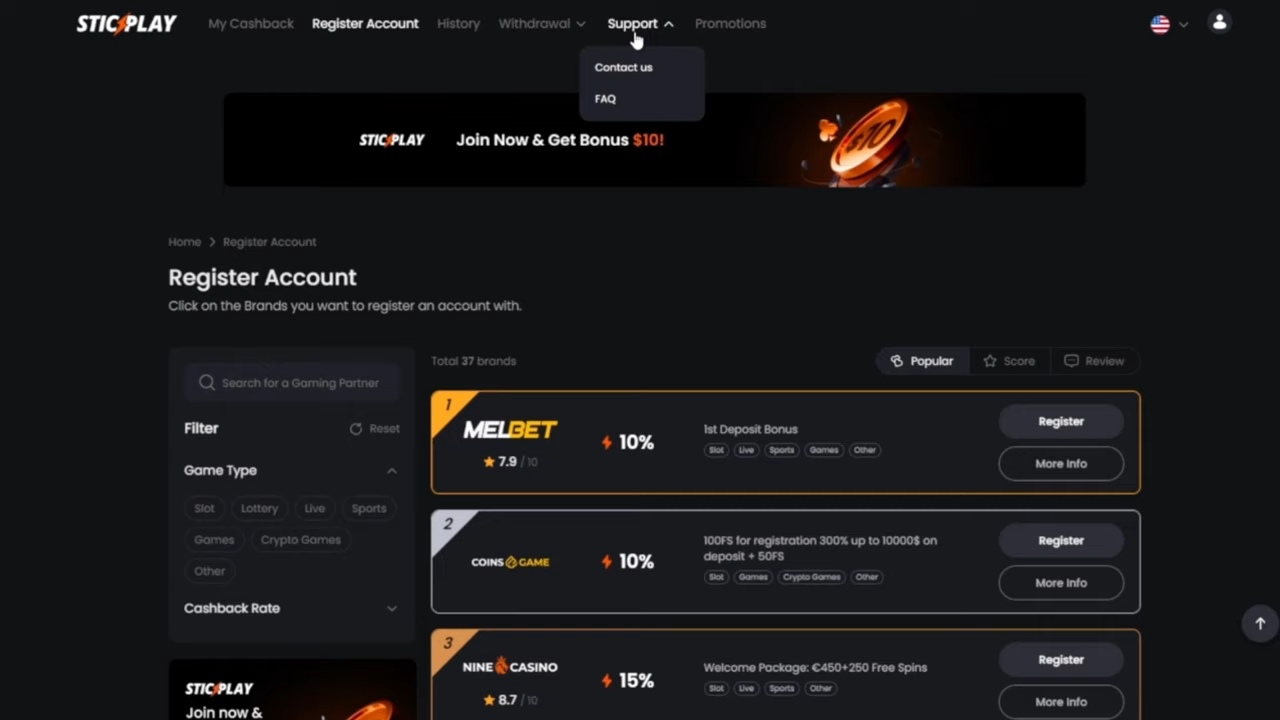 STICPLAY
My Cashback
Register Account
History
Withdrawal
Support
Promotions
Contact us
FAQ
STICPLAY
Join Now & Get Bonus $10!
$10
Home > Register Account
Register Account
Click on the Brands you want to register an account with.
Search for a Gaming Partner
Filter
Reset
Game Type
Slot
Lottery
Live
Sports
Games
Crypto Games
Other
Cashback Rate
STICPLAY
Join now &
Total 37 brands
Popular
Score
Review
1
MELBET
7.9 / 10
10%
1st Deposit Bonus
Slot Live Sports Games Other
Register
More Info
2
COINS GAME
10%
100FS for registration 300% up to 10000$ on
deposit + 50FS
Slot Games Crypto Games Other
Register
More Info
3
NINE CASINO
8.7 / 10
15%
Welcome Package: €450+250 Free Spins
Slot Live Sports Other
Register
More Info